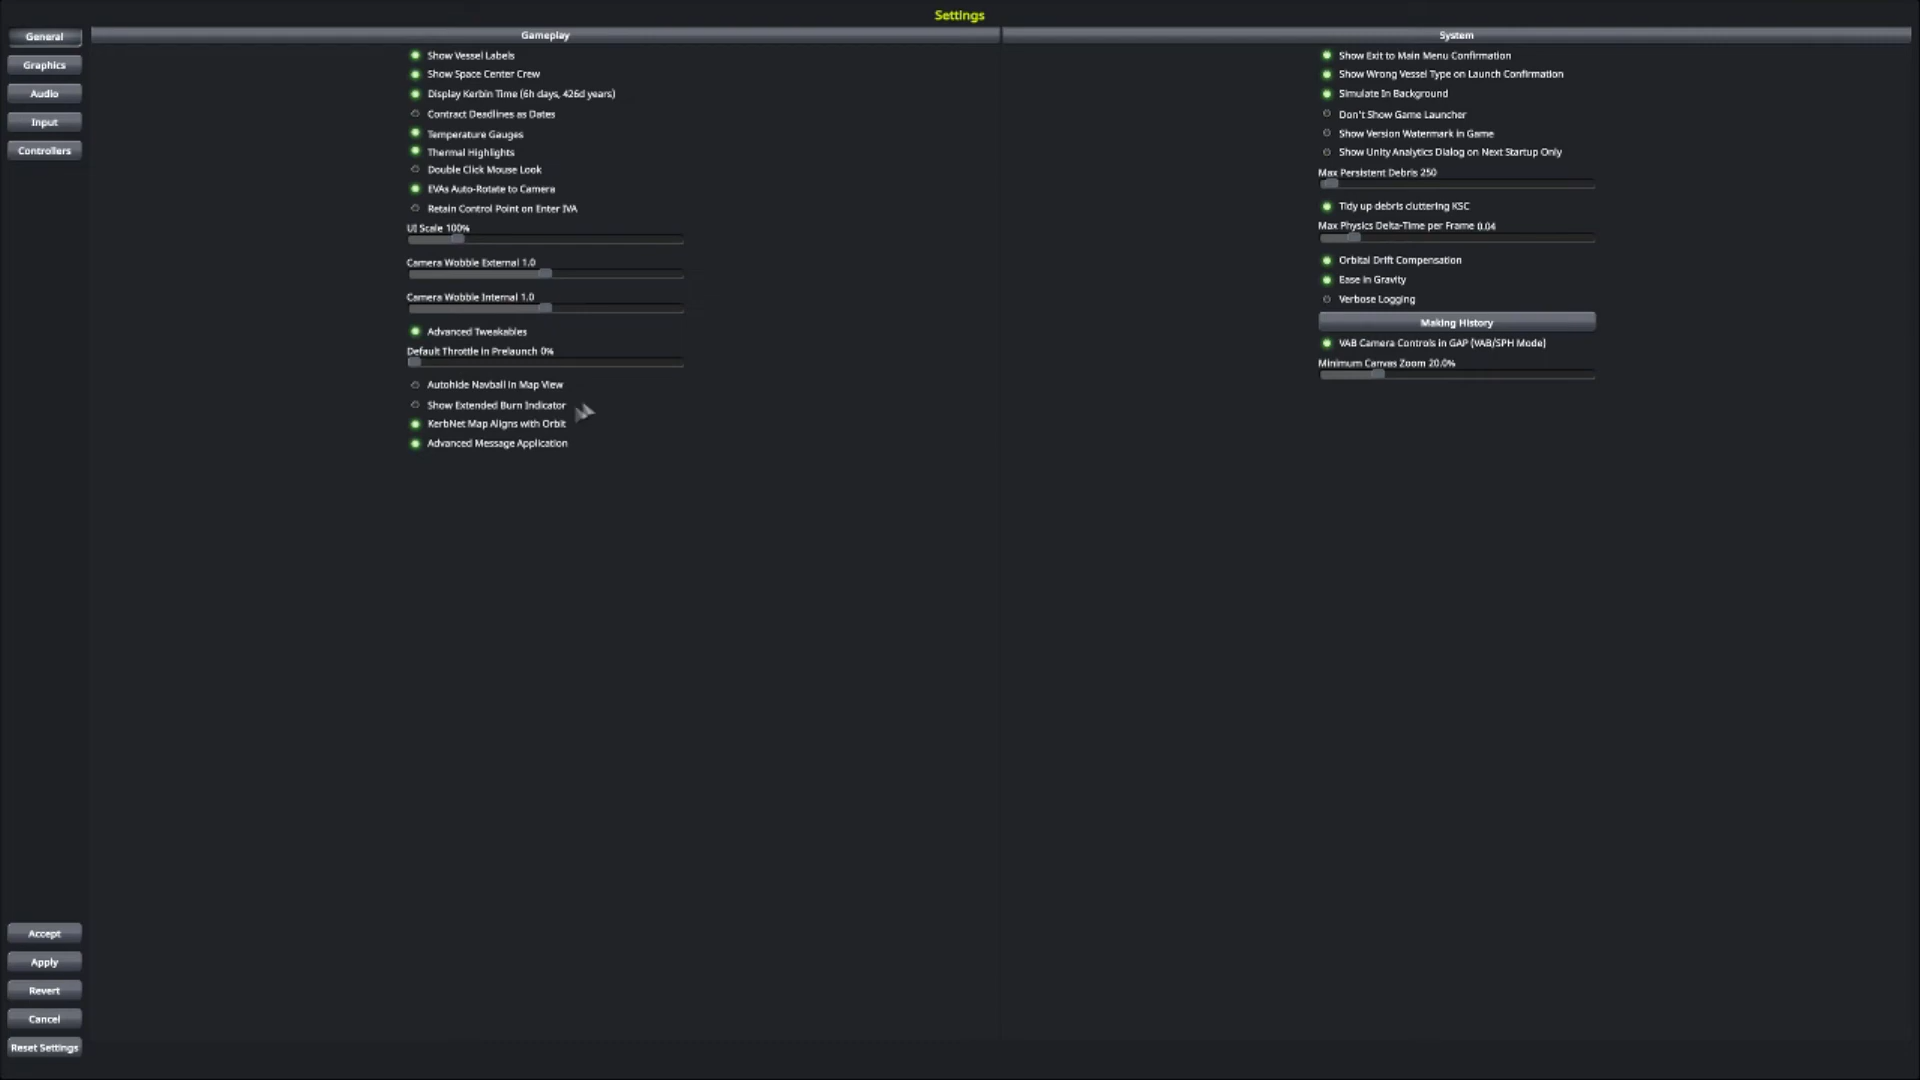 Settings
General
Graphics
Audio
Input
Controllers
Gameplay
Show Vessel Labels
Show Space Center Crew
Display Kerbin Time (6h days, 426d years)
Contract Deadlines as Dates
Temperature Gauges
Thermal Highlights
Double Click Mouse Look
EVAs Auto-Rotate to Camera
Retain Control Point on Enter IVA
UI Scale 100%
Camera Wobble External 1.0
Camera Wobble Internal 1.0
Advanced Tweakables
Default Throttle in Prelaunch 0%
Autohide Navball in Map View
Show Extended Burn Indicator
KerbNet Map Aligns with Orbit
Advanced Message Application
System
Show Exit to Main Menu Confirmation
Show Wrong Vessel Type on Launch Confirmation
Simulate In Background
Don't Show Game Launcher
Show Version Watermark in Game
Show Unity Analytics Dialog on Next Startup Only
Max Persistent Debris 250
Tidy up debris cluttering KSC
Max Physics Delta-Time per Frame 0.04
Orbital Drift Compensation
Ease in Gravity
Verbose Logging
Making History
VAB Camera Controls in GAP (VAB/SPH Mode)
Minimum Canvas Zoom 20.0%
Accept
Apply
Revert
Cancel
Reset Settings